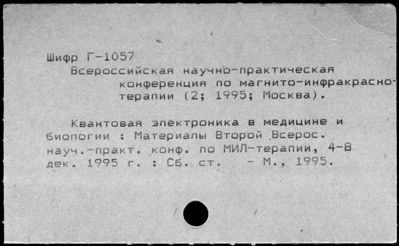 Шифр Г-1057
Всероссийская научно-практическая
конференция по магнито-инфракрасно-
терапии (2; 1995; Москва).
Квантовая электроника в медицине и
биологии : Материалы Второй Всерос.
науч.-практ. конф. по МИЛ-терапии, 4-8
дек. 1995 г. : Сб. ст. - М., 1995.